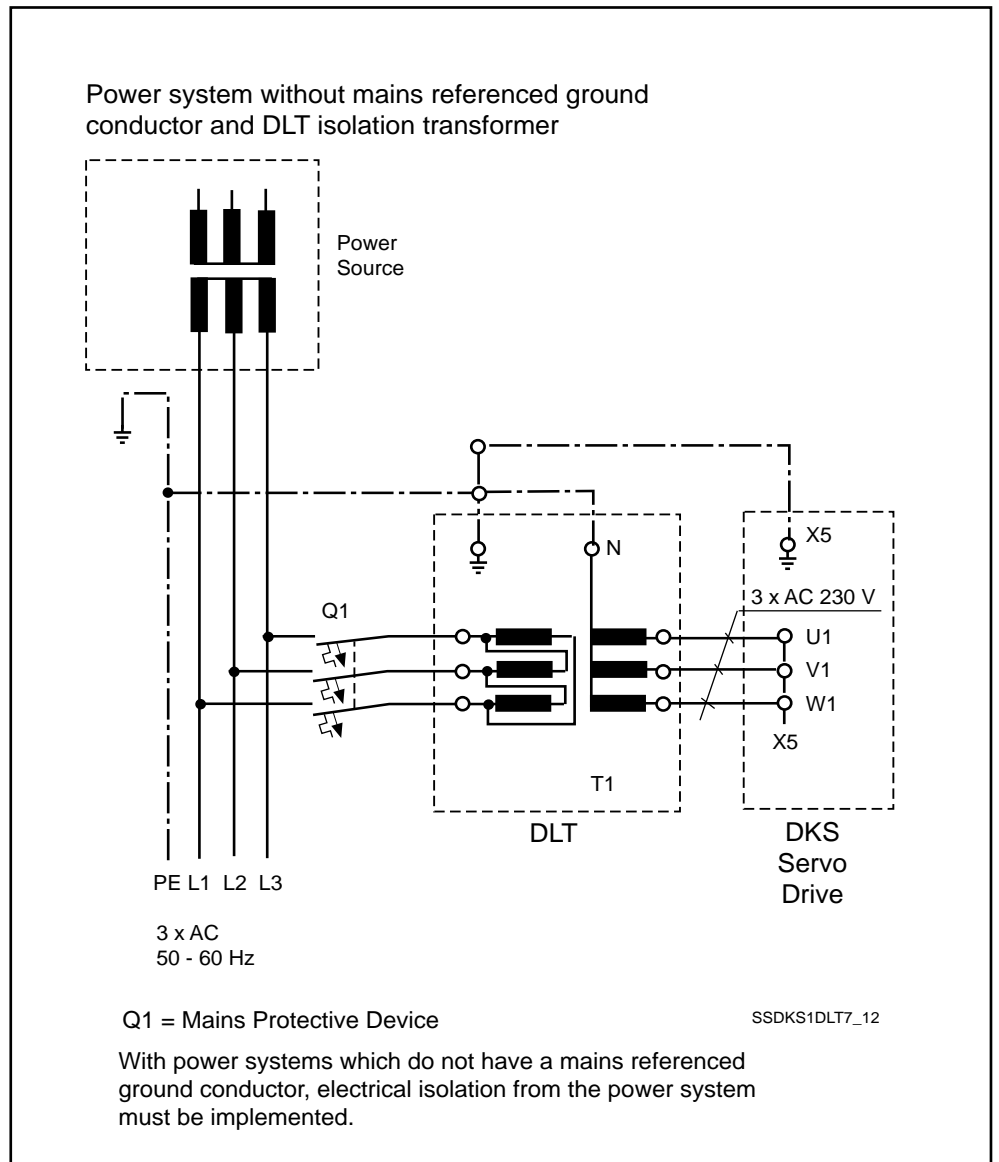 Power system without mains referenced ground
conductor and DLT isolation transformer
Power
Source
X5
N
3 x AC 230 V
Q1
U1
V1
W1
X5
T1
DLT
DKS
Servo
Drive
PE L1 L2 L3
3 x AC
50 - 60 Hz
Q1 = Mains Protective Device
SSDKS1DLT7_12
With power systems which do not have a mains referenced
ground conductor, electrical isolation from the power system
must be implemented.